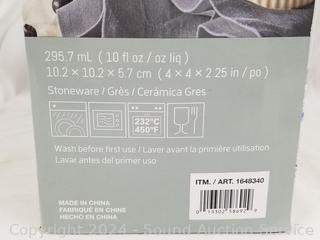 295.7 mL ( 10 fl oz / oz liq )
10.2 × 10.2 × 5.7 cm ( 4 × 4 × 2.25 in / po )
Stoneware / Grès / Cerámica Gres
232°C
450°F
Wash before first use / Laver avant la première utilisation
Lavar antes del primer uso
ITM. / ART. 1648340
MADE IN CHINA
FABRIQUÉ EN CHINE
HECHO EN CHINA
Copyright 2024 - Sound Auction Service